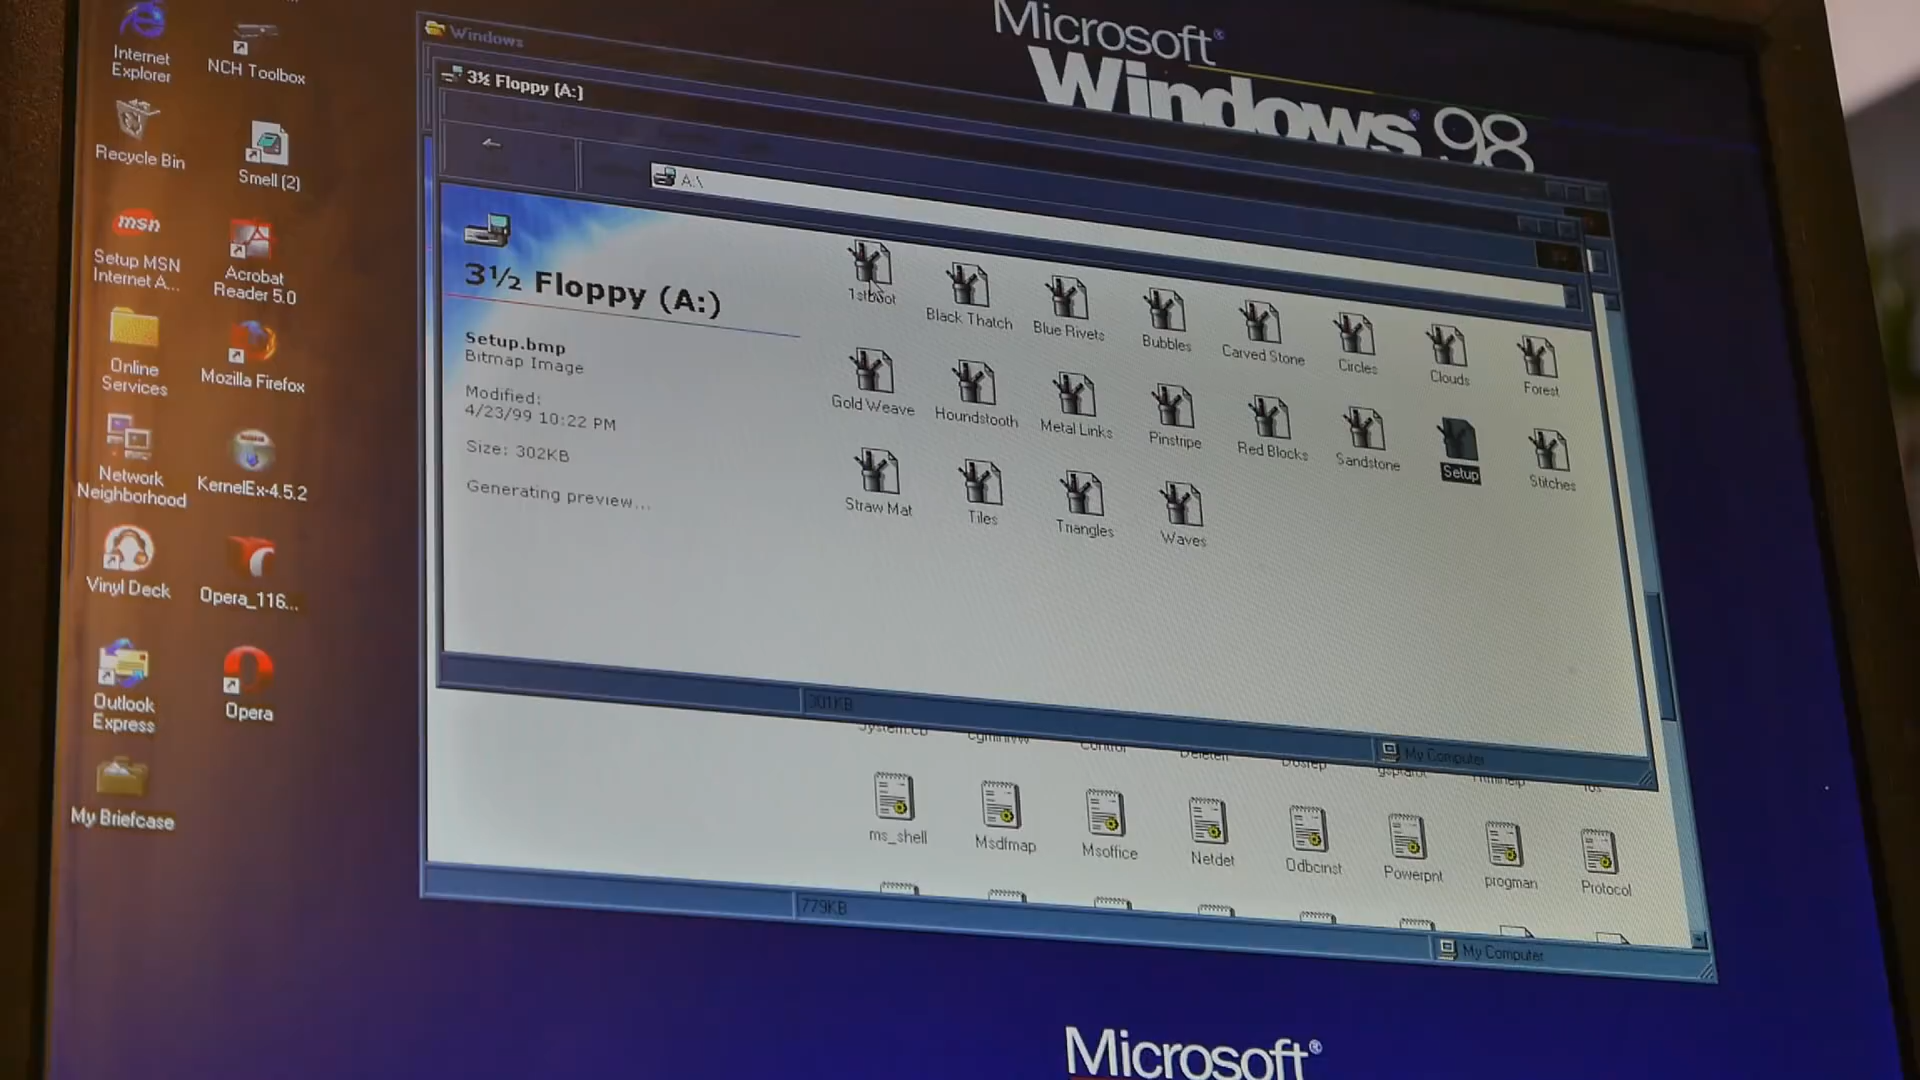 Internet
Explorer
NCH Toolbox
Recycle Bin
Smell (2)
msn
Setup MSN
Internet A...
Acrobat
Reader 5.0
Online
Services
Mozilla Firefox
Network
Neighborhood
KernelEx-4.5.2
Vinyl Deck
Opera_116...
Outlook
Express
Opera
My Briefcase
Microsoft®
Windows® 98
Windows
3½ Floppy (A:)
A:\
3½ Floppy (A:)
Setup.bmp
Bitmap Image
Modified:
4/23/99 10:22 PM
Size: 302KB
Generating preview...
1stboot
Black Thatch
Blue Rivets
Bubbles
Carved Stone
Circles
Clouds
Forest
Gold Weave
Houndstooth
Metal Links
Pinstripe
Red Blocks
Sandstone
Setup
Stitches
Straw Mat
Tiles
Triangles
Waves
301KB
My Computer
ms_shell
Msdfmap
Msoffice
Netdet
Odbcinst
Powerpnt
progman
Protocol
779KB
My Computer
Microsoft®